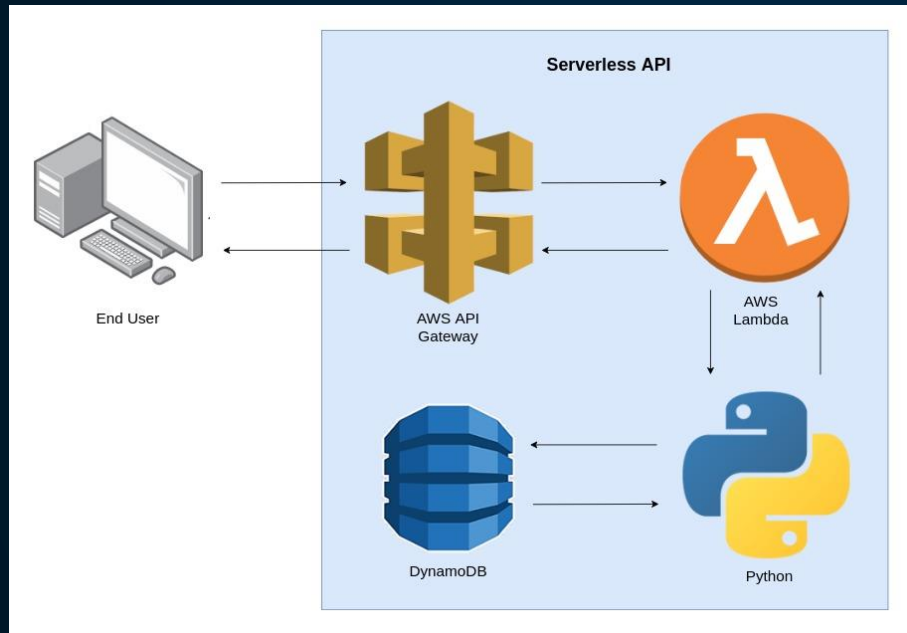 Serverless API
End User
AWS API
Gateway
AWS
Lambda
DynamoDB
Python